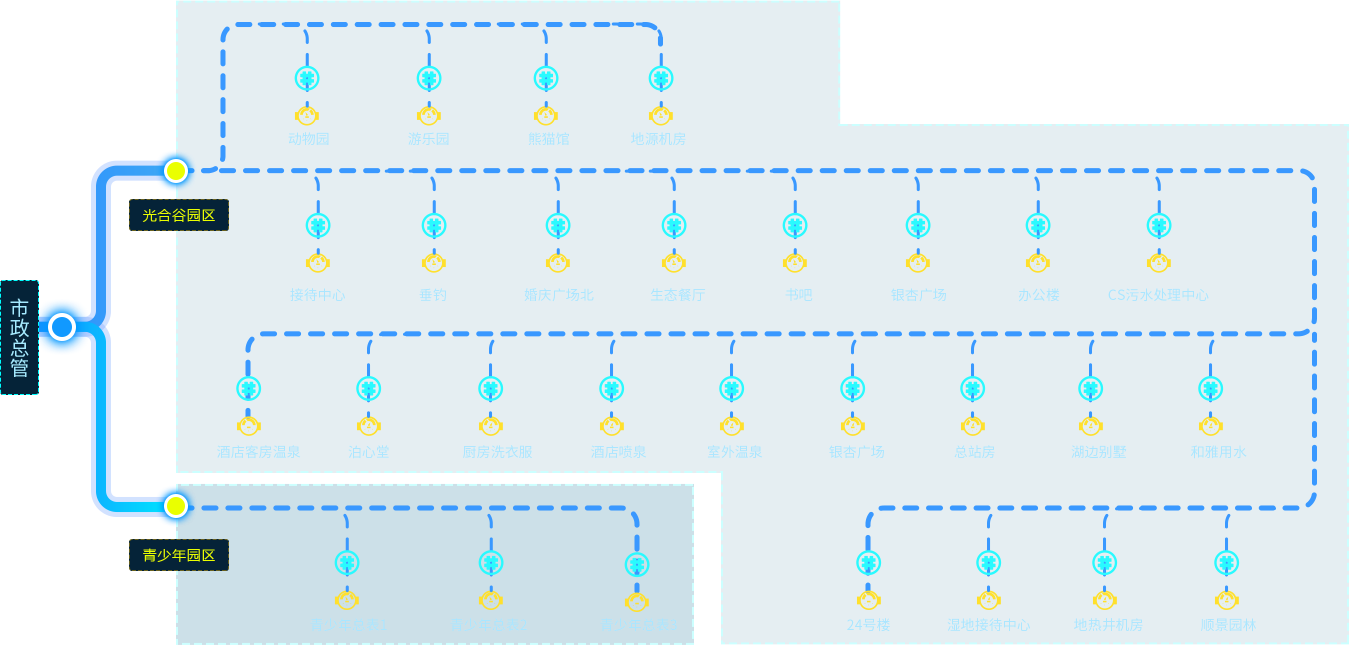 动物园
游乐园
熊猫馆
地源机房
光合谷园区
接待中心
垂钓
婚庆广场北
生态餐厅
书吧
银杏广场
办公楼
CS污水处理中心
市政总管
酒店客房温泉
泊心堂
厨房洗衣服
酒店喷泉
室外温泉
银杏广场
总站房
湖边别墅
和雅用水
青少年园区
24号楼
湿地接待中心
地热井机房
顺景园林